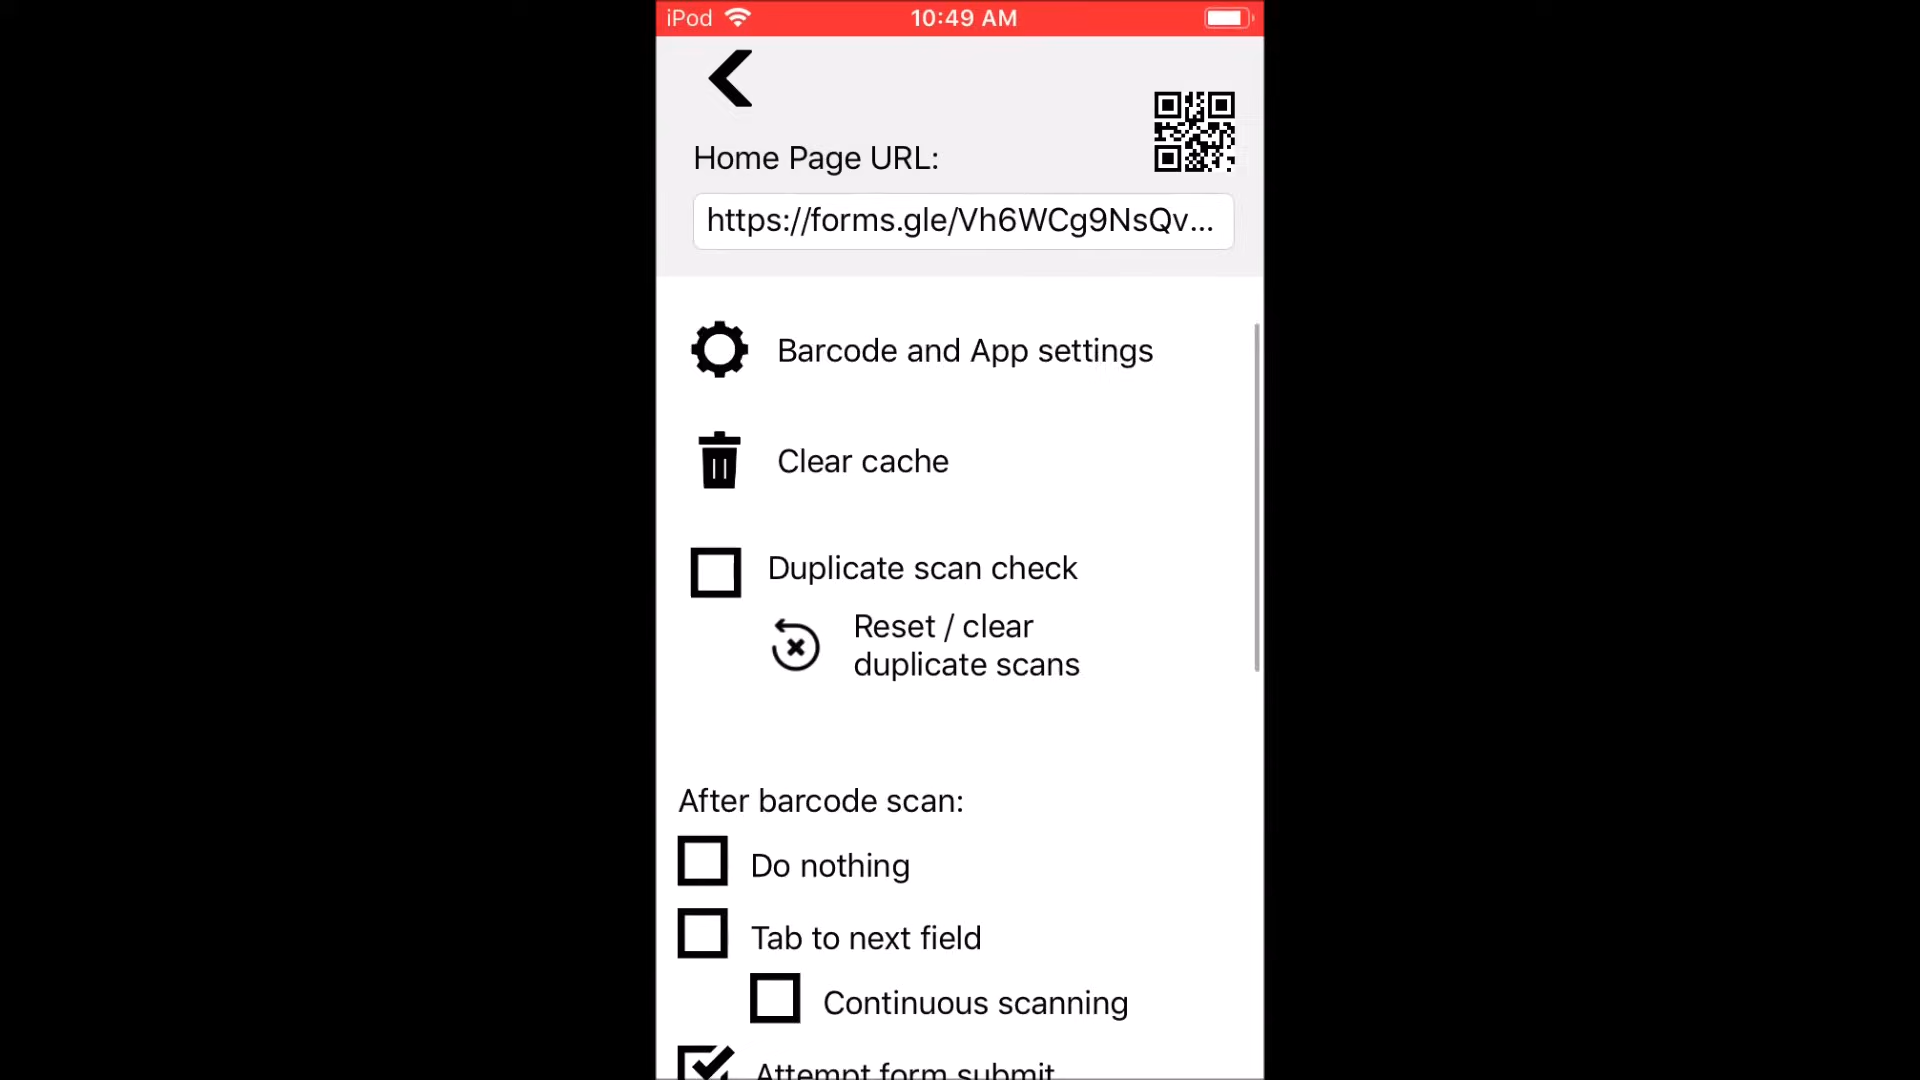 iPod
10:49 AM
Home Page URL:
https://forms.gle/Vh6WCg9NsQv...
Barcode and App settings
Clear cache
Duplicate scan check
Reset / clear
duplicate scans
After barcode scan:
Do nothing
Tab to next field
Continuous scanning
Attempt form submit